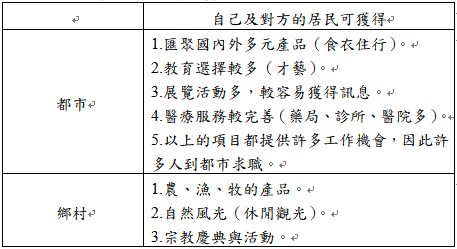 自己及對方的居民可獲得
都市
1.匯聚國內外多元產品（食衣住行）。
2.教育選擇較多（才藝）。
3.展覽活動多，較容易獲得訊息。
4.醫療服務較完善（藥局、診所、醫院多）。
5.以上的項目都提供許多工作機會，因此許
多人到都市求職。
鄉村
1.農、漁、牧的產品。
2.自然風光（休閒觀光）。
3.宗教慶典與活動。